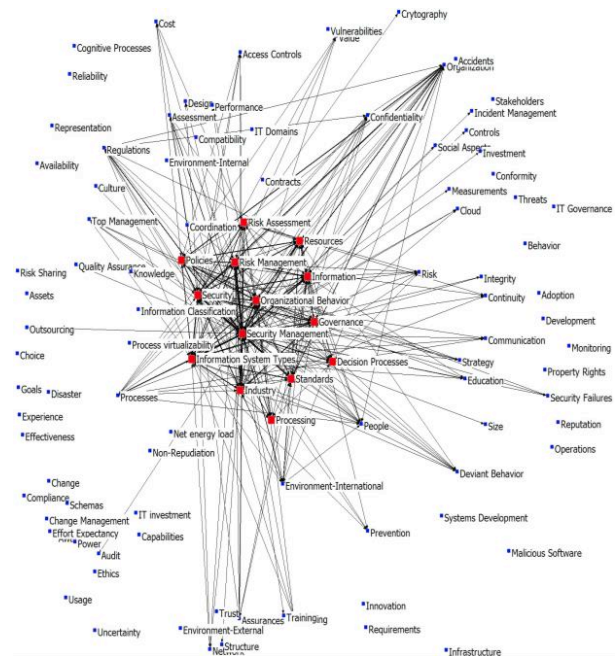 Crytography
Cost
Vulnerabilities
Value
Cognitive Processes
Access Controls
Accidents
Organization
Reliability
Design
Performance
Stakeholders
Assessment
Confidentiality
Incident Management
Representation
IT Domains
Controls
Compatibility
Regulations
Social Aspects
Investment
Availability
Environment-Internal
Contracts
Conformity
Culture
Measurements
Threats
Cloud
IT Governance
Top Management
Coordination
Risk Assessment
Resources
Behavior
Policies
Risk Management
Quality Assurance
Risk Sharing
Knowledge
Information
Risk
Integrity
Assets
Security
Organizational Behavior
Continuity
Adoption
Information Classification
Development
Outsourcing
Governance
Security Management
Communication
Choice
Process virtualizability
Monitoring
Information System Types
Decision Processes
Strategy
Property Rights
Goals
Disaster
Standards
Education
Processes
Industry
Security Failures
Experience
Processing
People
Size
Reputation
Effectiveness
Net energy load
Operations
Non-Repudiation
Deviant Behavior
Change
Environment-International
Compliance
Schemas
IT investment
Systems Development
Change Management
Effort Expectancy
Capabilities
Prevention
Power
Audit
Malicious Software
Ethics
Usage
Innovation
Trust
Assurances
Training
Uncertainty
Environment-External
Requirements
Structure
Infrastructure